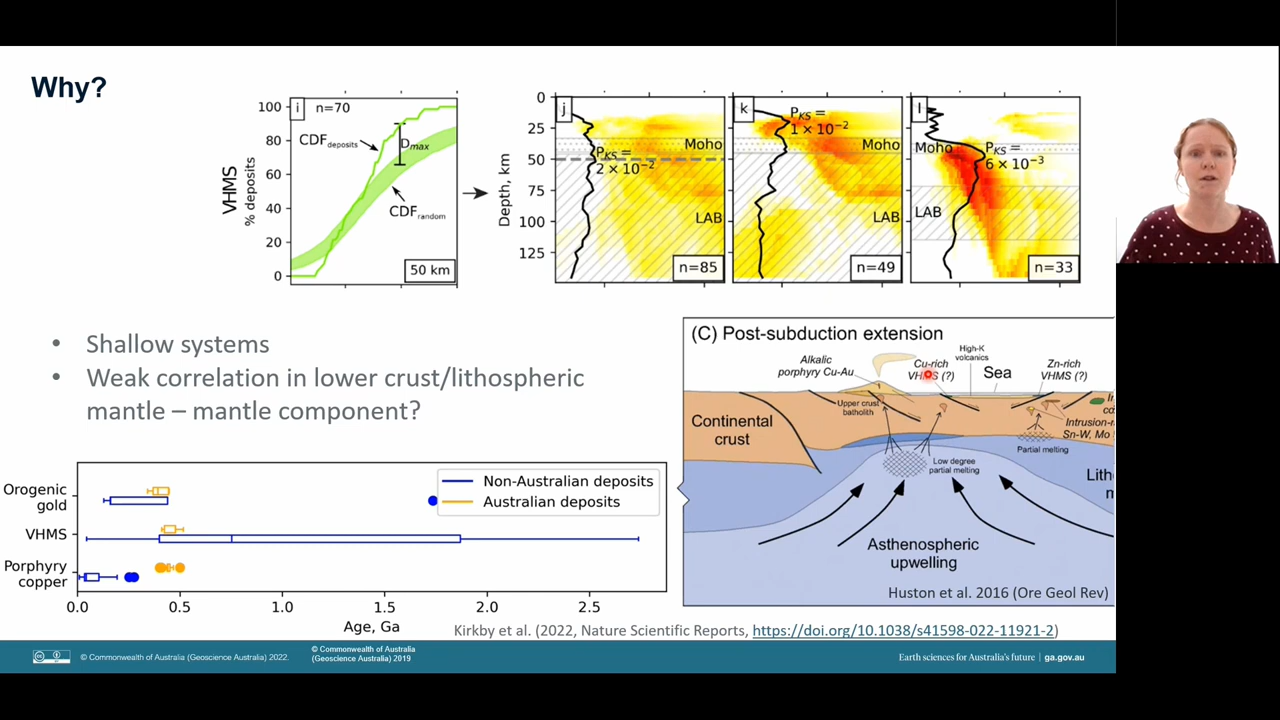 Why?
i n=70
100
80
60
40
20
0
VHMS
% deposits
CDFdeposits
Dmax
CDFrandom
50 km
0
25
50
75
100
125
Depth, km
j
PKS =
2 × 10⁻²
Moho
LAB
n=85
k
PKS =
1 × 10⁻²
Moho
LAB
n=49
l
Moho
PKS =
6 × 10⁻³
LAB
n=33
• Shallow systems
• Weak correlation in lower crust/lithospheric
mantle – mantle component?
(C) Post-subduction extension
Alkalic
porphyry Cu-Au
Cu-rich
VHMS (?)
High-K
volcanics
Sea
Zn-rich
VHMS (?)
Upper crust
batholith
Continental
crust
Intrusion-r
Sn-W, Mo
Partial melting
Low degree
partial melting
Lith
m
Asthenospheric
upwelling
Huston et al. 2016 (Ore Geol Rev)
Non-Australian deposits
Australian deposits
Orogenic
gold
VHMS
Porphyry
copper
0.0 0.5 1.0 1.5 2.0 2.5
Age, Ga
Kirkby et al. (2022, Nature Scientific Reports, https://doi.org/10.1038/s41598-022-11921-2)
© Commonwealth of Australia (Geoscience Australia) 2022.
© Commonwealth of Australia
(Geoscience Australia) 2019
Earth sciences for Australia's future | ga.gov.au